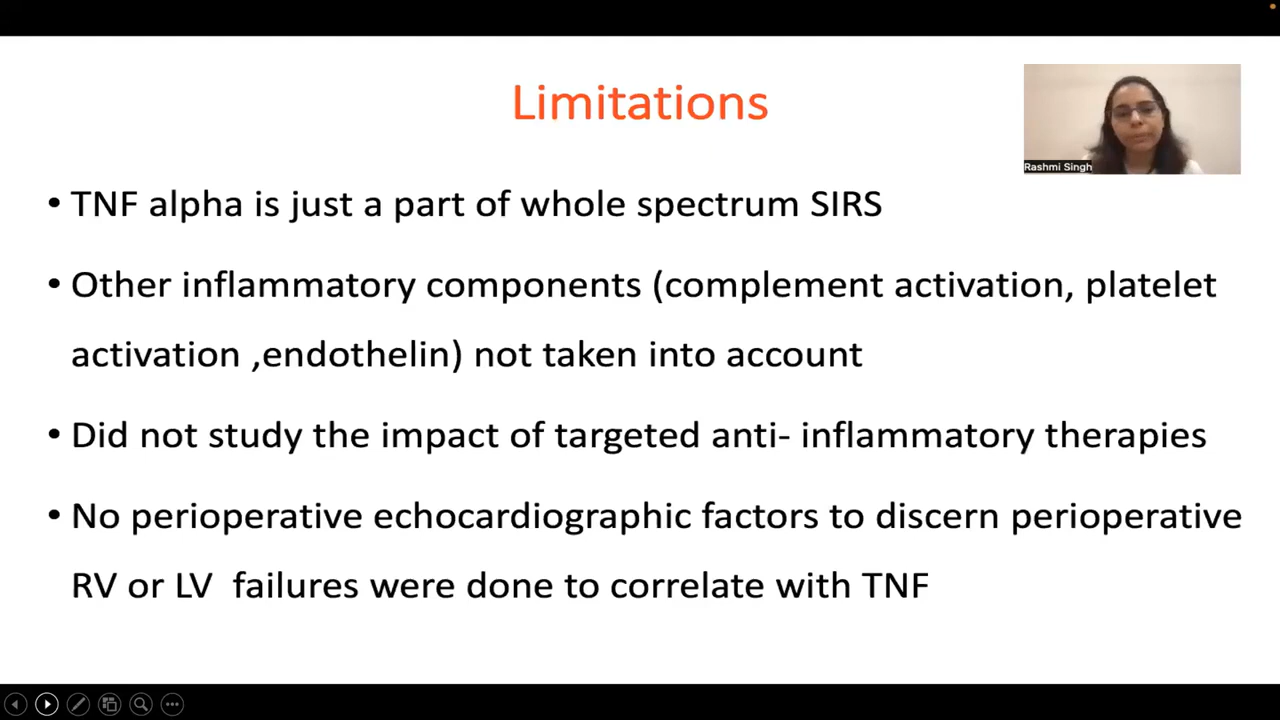 Limitations
Rashmi Singh
• TNF alpha is just a part of whole spectrum SIRS
• Other inflammatory components (complement activation, platelet
activation ,endothelin) not taken into account
• Did not study the impact of targeted anti- inflammatory therapies
• No perioperative echocardiographic factors to discern perioperative
RV or LV  failures were done to correlate with TNF